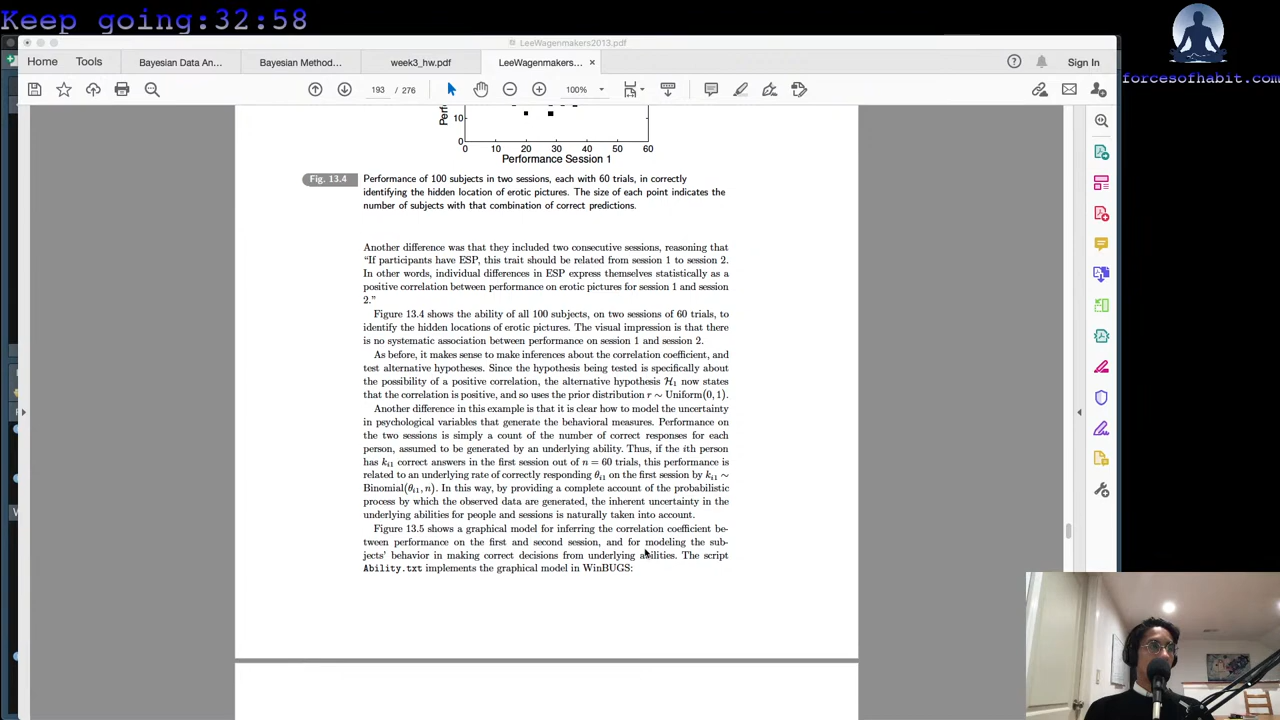 Keep going:32:58
LeeWagenmakers2013.pdf
Home Tools Bayesian Data An... Bayesian Method... week3_hw.pdf LeeWagenmakers... × Sign In
forcesofhabit.com
193 / 276 100%
Perfo
10
0
0 10 20 30 40 50 60
Performance Session 1
Fig. 13.4 Performance of 100 subjects in two sessions, each with 60 trials, in correctly
identifying the hidden location of erotic pictures. The size of each point indicates the
number of subjects with that combination of correct predictions.
Another difference was that they included two consecutive sessions, reasoning that
“If participants have ESP, this trait should be related from session 1 to session 2.
In other words, individual differences in ESP express themselves statistically as a
positive correlation between performance on erotic pictures for session 1 and session
2.”
Figure 13.4 shows the ability of all 100 subjects, on two sessions of 60 trials, to
identify the hidden locations of erotic pictures. The visual impression is that there
is no systematic association between performance on session 1 and session 2.
As before, it makes sense to make inferences about the correlation coefficient, and
test alternative hypotheses. Since the hypothesis being tested is specifically about
the possibility of a positive correlation, the alternative hypothesis H₁ now states
that the correlation is positive, and so uses the prior distribution r ∼ Uniform(0, 1).
Another difference in this example is that it is clear how to model the uncertainty
in psychological variables that generate the behavioral measures. Performance on
the two sessions is simply a count of the number of correct responses for each
person, assumed to be generated by an underlying ability. Thus, if the ith person
has kᵢ₁ correct answers in the first session out of n = 60 trials, this performance is
related to an underlying rate of correctly responding θᵢ₁ on the first session by kᵢ₁ ∼
Binomial(θᵢ₁, n). In this way, by providing a complete account of the probabilistic
process by which the observed data are generated, the inherent uncertainty in the
underlying abilities for people and sessions is naturally taken into account.
Figure 13.5 shows a graphical model for inferring the correlation coefficient be-
tween performance on the first and second session, and for modeling the sub-
jects’ behavior in making correct decisions from underlying abilities. The script
Ability.txt implements the graphical model in WinBUGS: